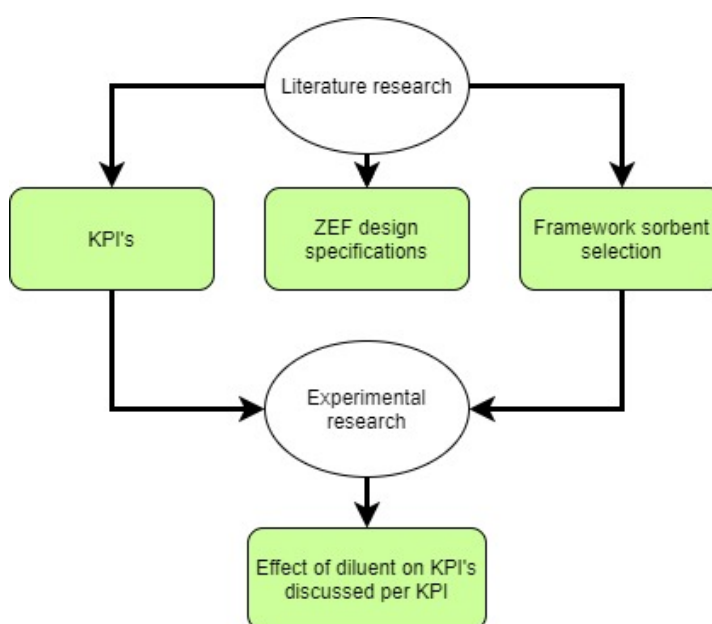 Literature research
KPI's
ZEF design
specifications
Framework sorbent
selection
Experimental
research
Effect of diluent on KPI's
discussed per KPI